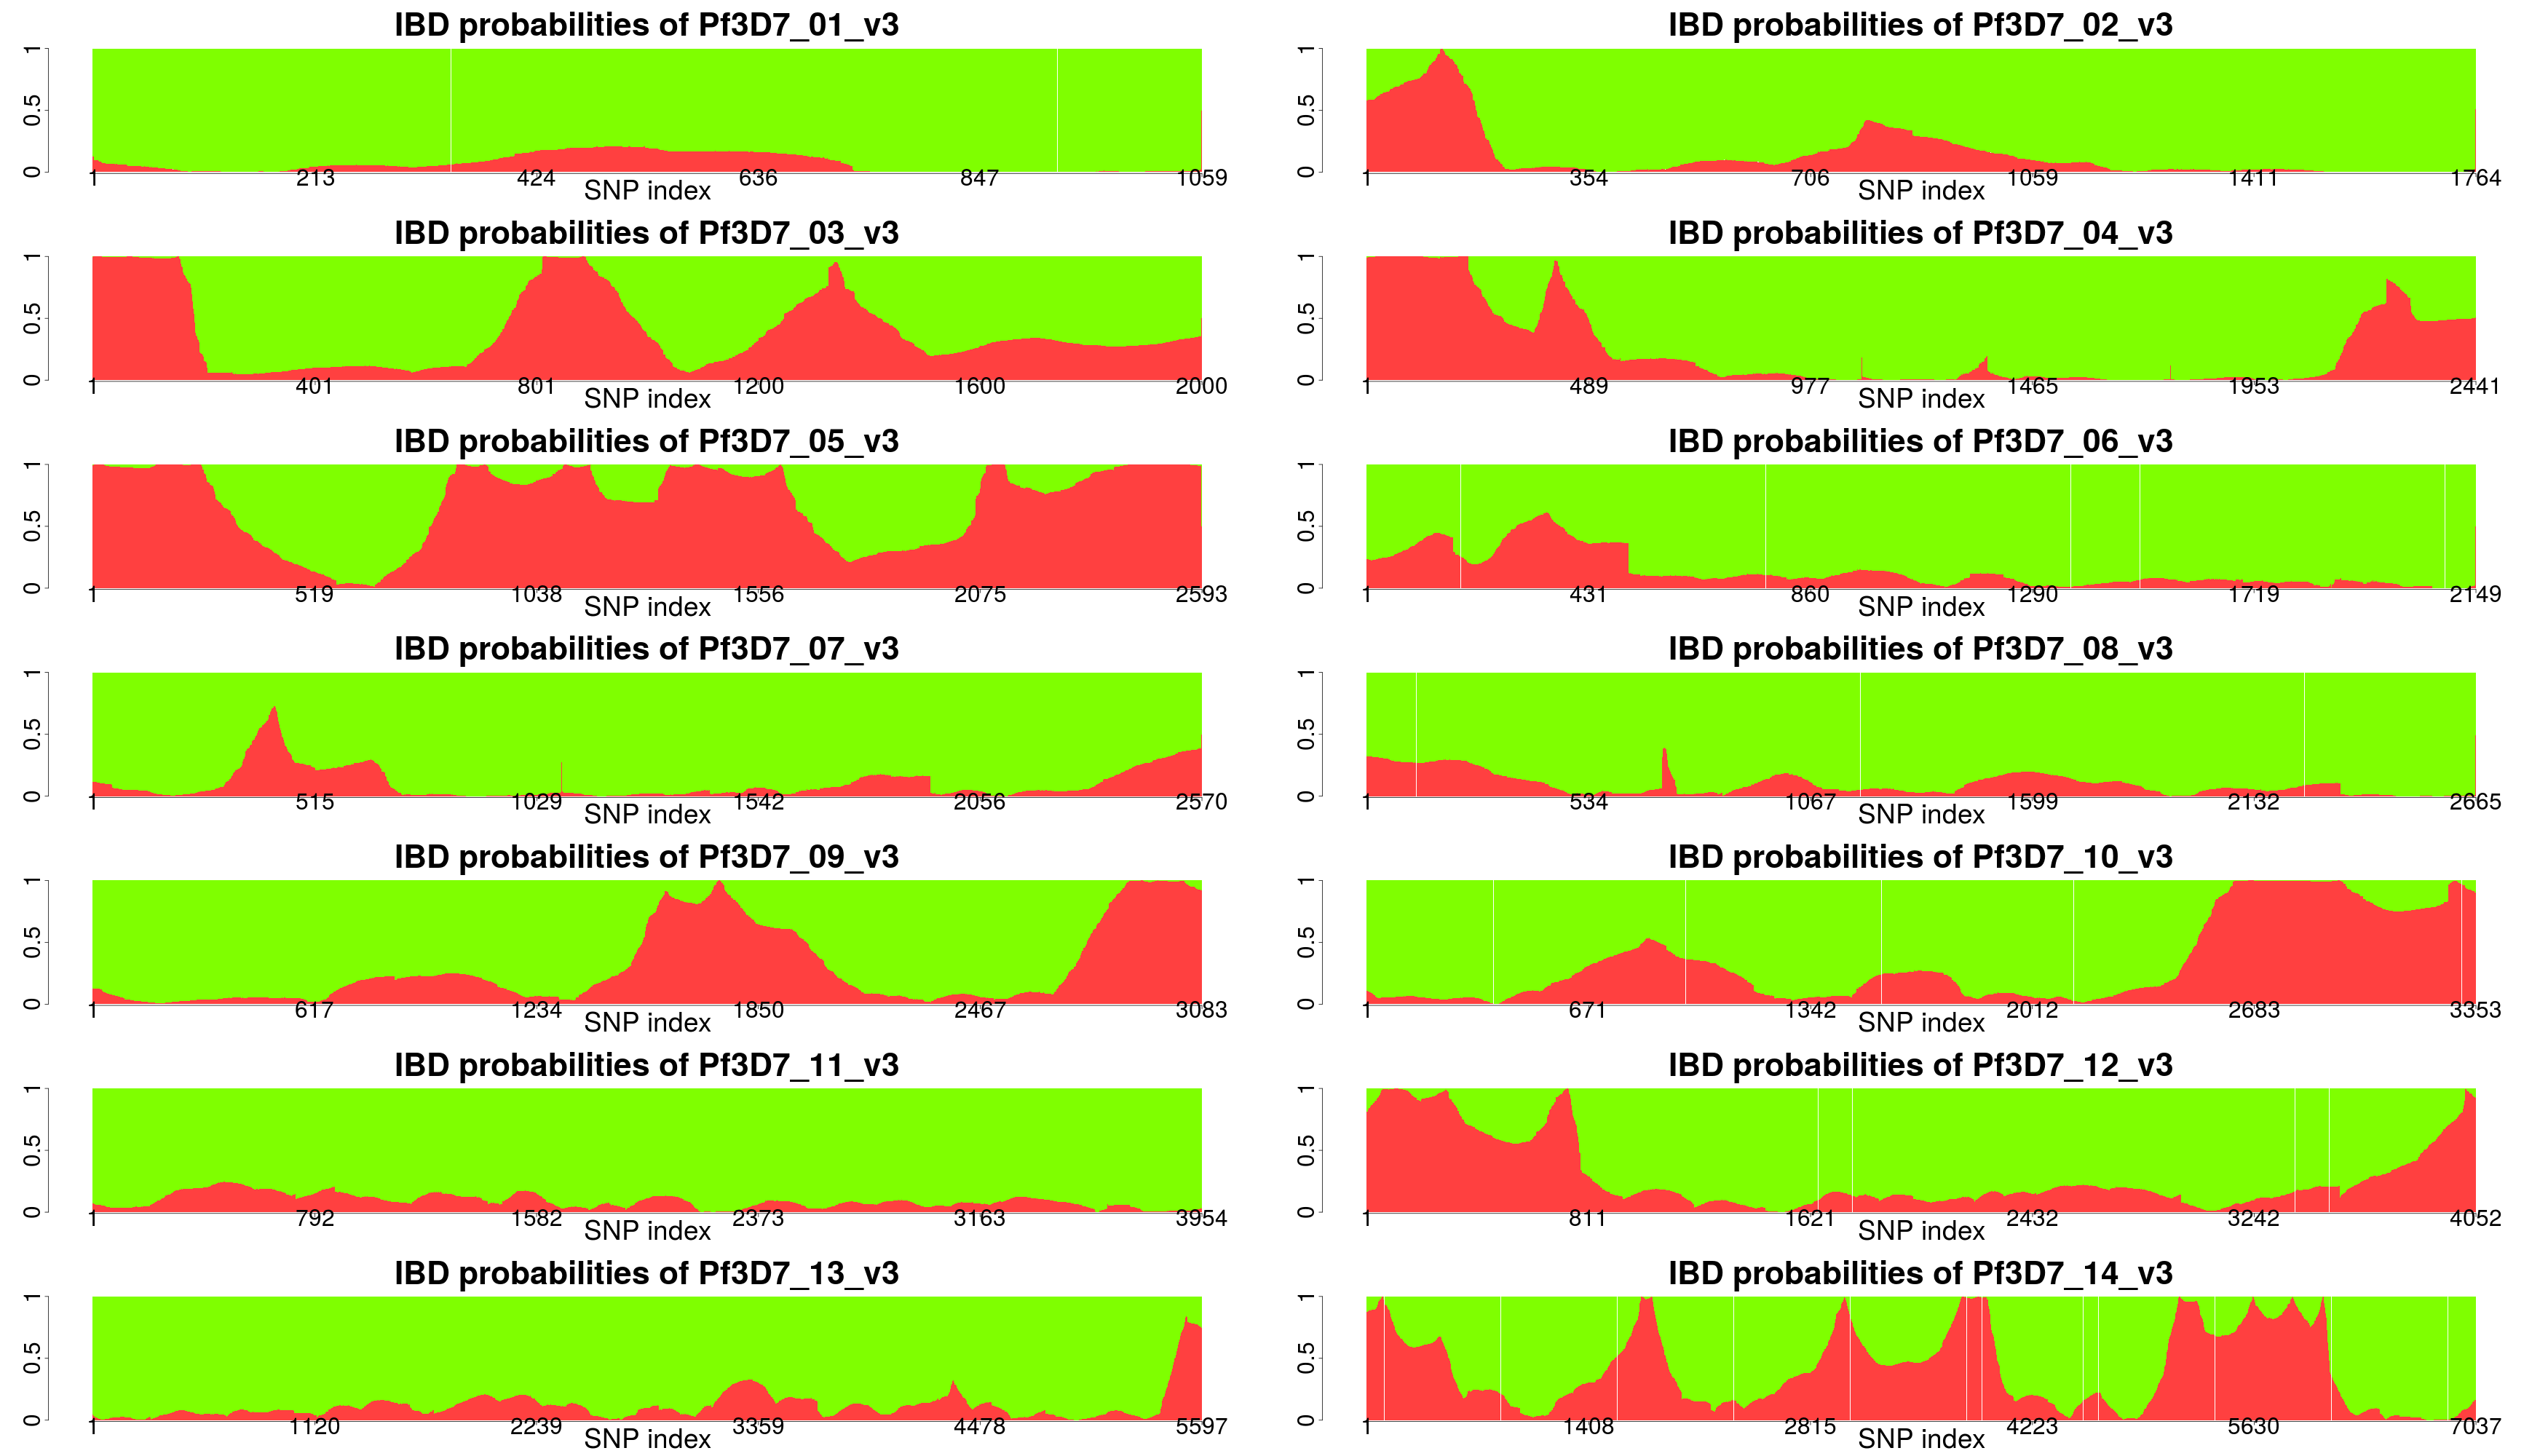 IBD probabilities of Pf3D7_01_v3
0 0.5 1
1 213 424 636 847 1059
SNP index
IBD probabilities of Pf3D7_02_v3
0 0.5 1
1 354 706 1059 1411 1764
SNP index
IBD probabilities of Pf3D7_03_v3
0 0.5 1
1 401 801 1200 1600 2000
SNP index
IBD probabilities of Pf3D7_04_v3
0 0.5 1
1 489 977 1465 1953 2441
SNP index
IBD probabilities of Pf3D7_05_v3
0 0.5 1
1 519 1038 1556 2075 2593
SNP index
IBD probabilities of Pf3D7_06_v3
0 0.5 1
1 431 860 1290 1719 2149
SNP index
IBD probabilities of Pf3D7_07_v3
0 0.5 1
1 515 1029 1542 2056 2570
SNP index
IBD probabilities of Pf3D7_08_v3
0 0.5 1
1 534 1067 1599 2132 2665
SNP index
IBD probabilities of Pf3D7_09_v3
0 0.5 1
1 617 1234 1850 2467 3083
SNP index
IBD probabilities of Pf3D7_10_v3
0 0.5 1
1 671 1342 2012 2683 3353
SNP index
IBD probabilities of Pf3D7_11_v3
0 0.5 1
1 792 1582 2373 3163 3954
SNP index
IBD probabilities of Pf3D7_12_v3
0 0.5 1
1 811 1621 2432 3242 4052
SNP index
IBD probabilities of Pf3D7_13_v3
0 0.5 1
1 1120 2239 3359 4478 5597
SNP index
IBD probabilities of Pf3D7_14_v3
0 0.5 1
1 1408 2815 4223 5630 7037
SNP index